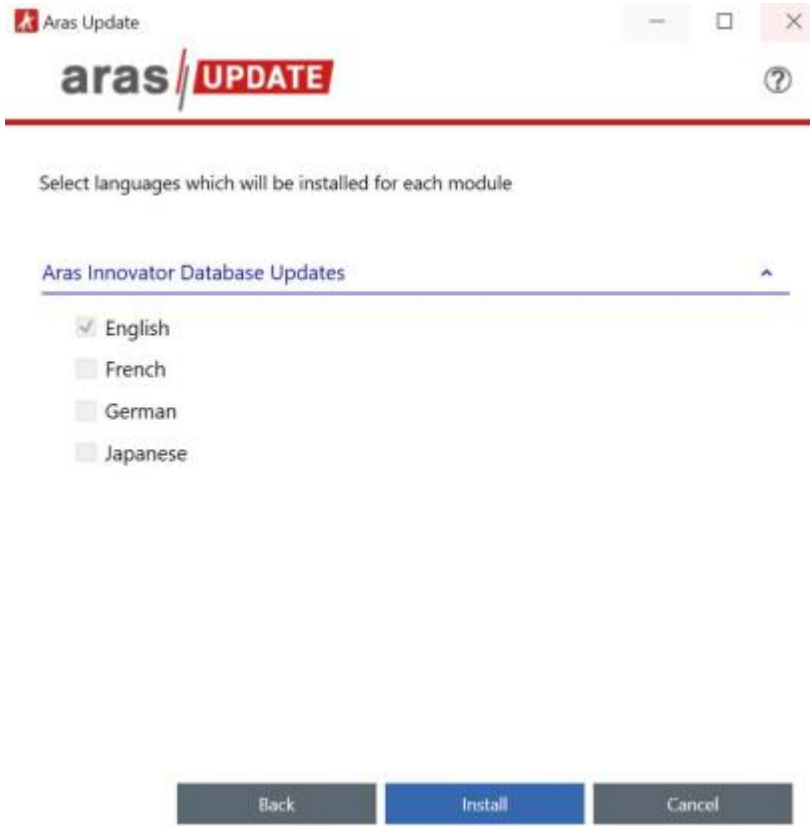 Aras Update
aras UPDATE
Select languages which will be installed for each module
Aras Innovator Database Updates
English
French
German
Japanese
Back Install Cancel